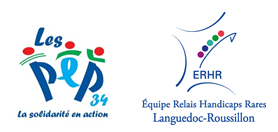 Les
pep
34
La solidarité en action
ERHR
Équipe Relais Handicaps Rares
Languedoc-Roussillon